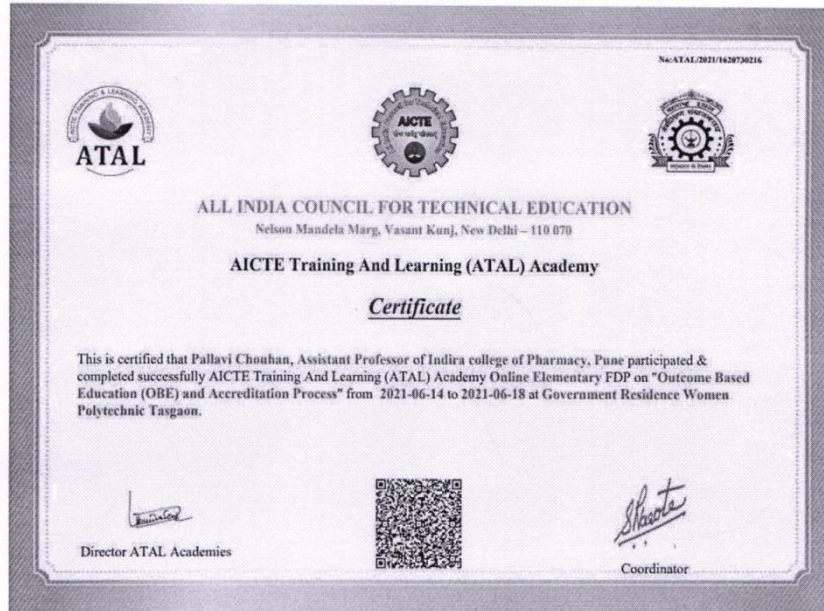 No:ATAL/2021/1620730216
AICTE TRAINING & LEARNING ACADEMY
ATAL
AICTE
ALL INDIA COUNCIL FOR TECHNICAL EDUCATION
Nelson Mandela Marg, Vasant Kunj, New Delhi – 110 070
AICTE Training And Learning (ATAL) Academy
Certificate
This is certified that Pallavi Chouhan, Assistant Professor of Indira college of Pharmacy, Pune participated &
completed successfully AICTE Training And Learning (ATAL) Academy Online Elementary FDP on "Outcome Based
Education (OBE) and Accreditation Process" from 2021-06-14 to 2021-06-18 at Government Residence Women
Polytechnic Tasgaon.
Director ATAL Academies
Coordinator